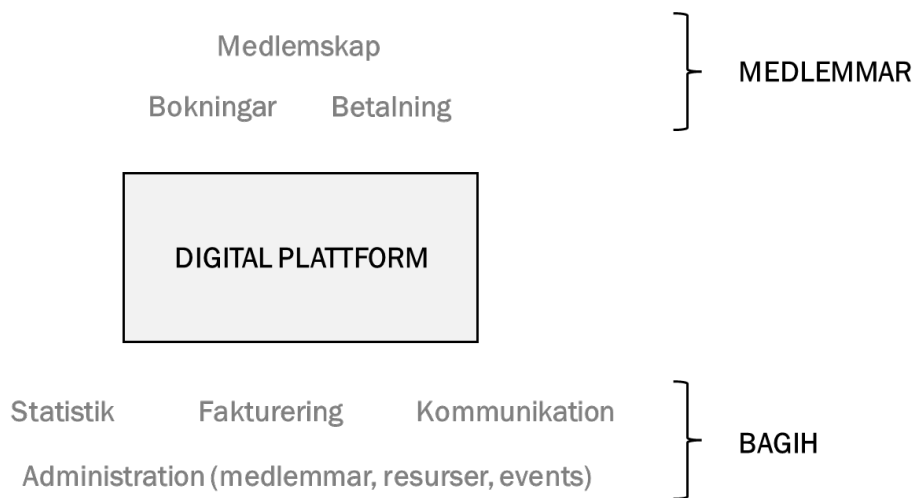 Medlemskap
MEDLEMMAR
Bokningar Betalning
DIGITAL PLATTFORM
Statistik Fakturering Kommunikation
BAGIH
Administration (medlemmar, resurser, events)